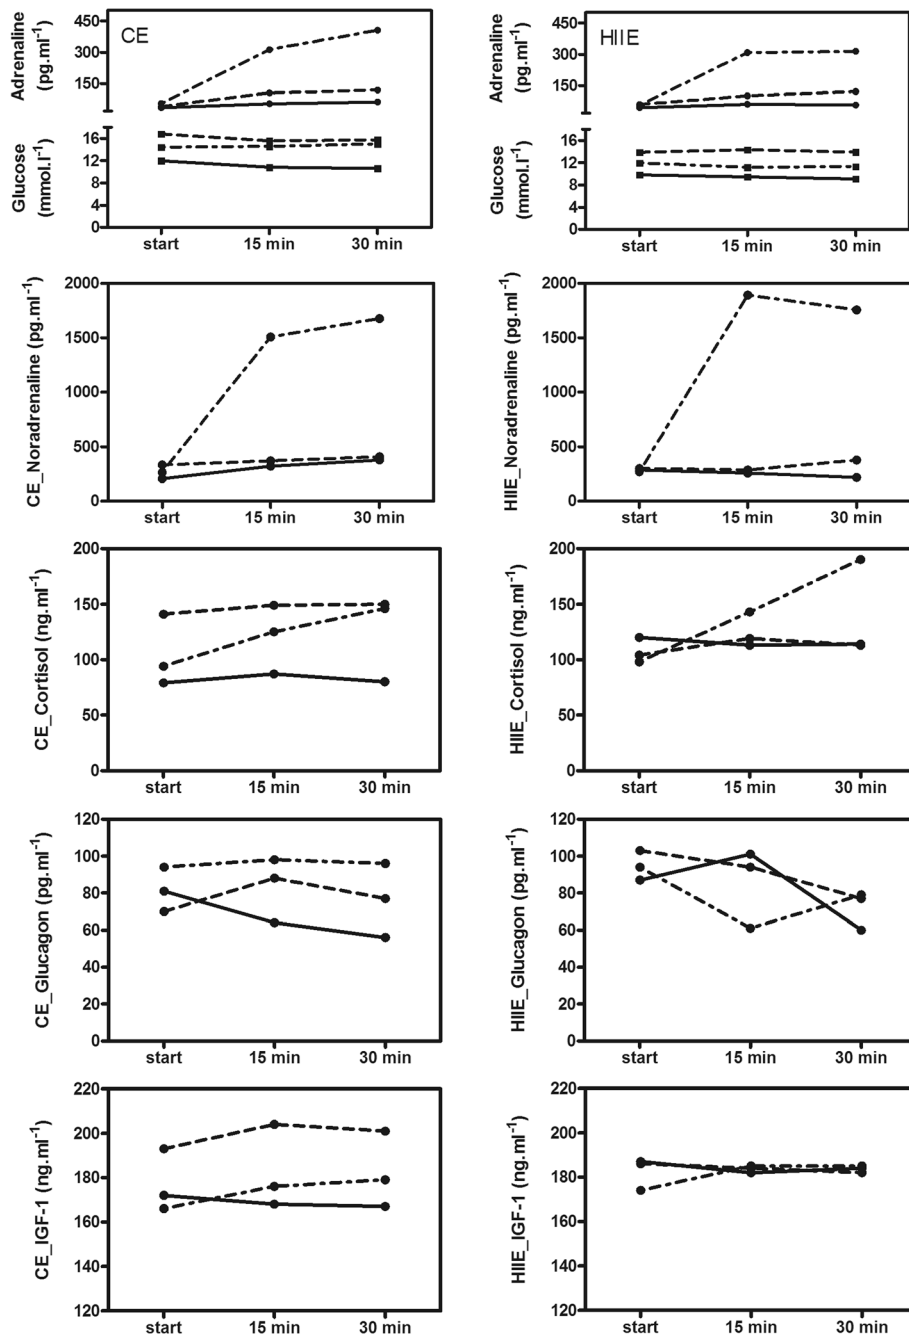 CE
Adrenaline
(pg.ml⁻¹)
450
300
150
Glucose
(mmol.l⁻¹)
16
12
8
4
0
start 15 min 30 min
HIIE
Adrenaline
(pg.ml⁻¹)
450
300
150
Glucose
(mmol.l⁻¹)
16
12
8
4
0
start 15 min 30 min
CE_Noradrenaline (pg.ml⁻¹)
2000
1500
1000
500
0
start 15 min 30 min
HIIE_Noradrenaline (pg.ml⁻¹)
2000
1500
1000
500
0
start 15 min 30 min
CE_Cortisol (ng.ml⁻¹)
200
150
100
50
0
start 15 min 30 min
HIIE_Cortisol (ng.ml⁻¹)
200
150
100
50
0
start 15 min 30 min
CE_Glucagon (pg.ml⁻¹)
120
100
80
60
40
20
0
start 15 min 30 min
HIIE_Glucagon (pg.ml⁻¹)
120
100
80
60
40
20
0
start 15 min 30 min
CE_IGF-1 (ng.ml⁻¹)
220
200
180
160
140
120
start 15 min 30 min
HIIE_IGF-1 (ng.ml⁻¹)
220
200
180
160
140
120
start 15 min 30 min